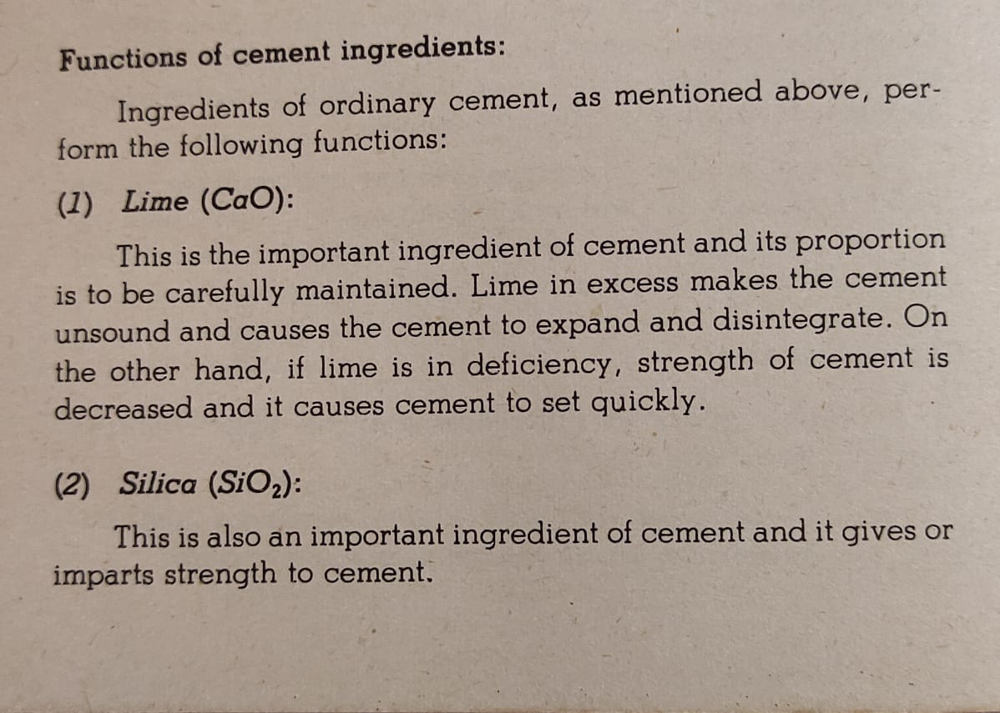 Functions of cement ingredients:
Ingredients of ordinary cement, as mentioned above, per-
form the following functions:
(1) Lime (CaO):
This is the important ingredient of cement and its proportion
is to be carefully maintained. Lime in excess makes the cement
unsound and causes the cement to expand and disintegrate. On
the other hand, if lime is in deficiency, strength of cement is
decreased and it causes cement to set quickly.
(2) Silica (SiO₂):
This is also an important ingredient of cement and it gives or
imparts strength to cement.